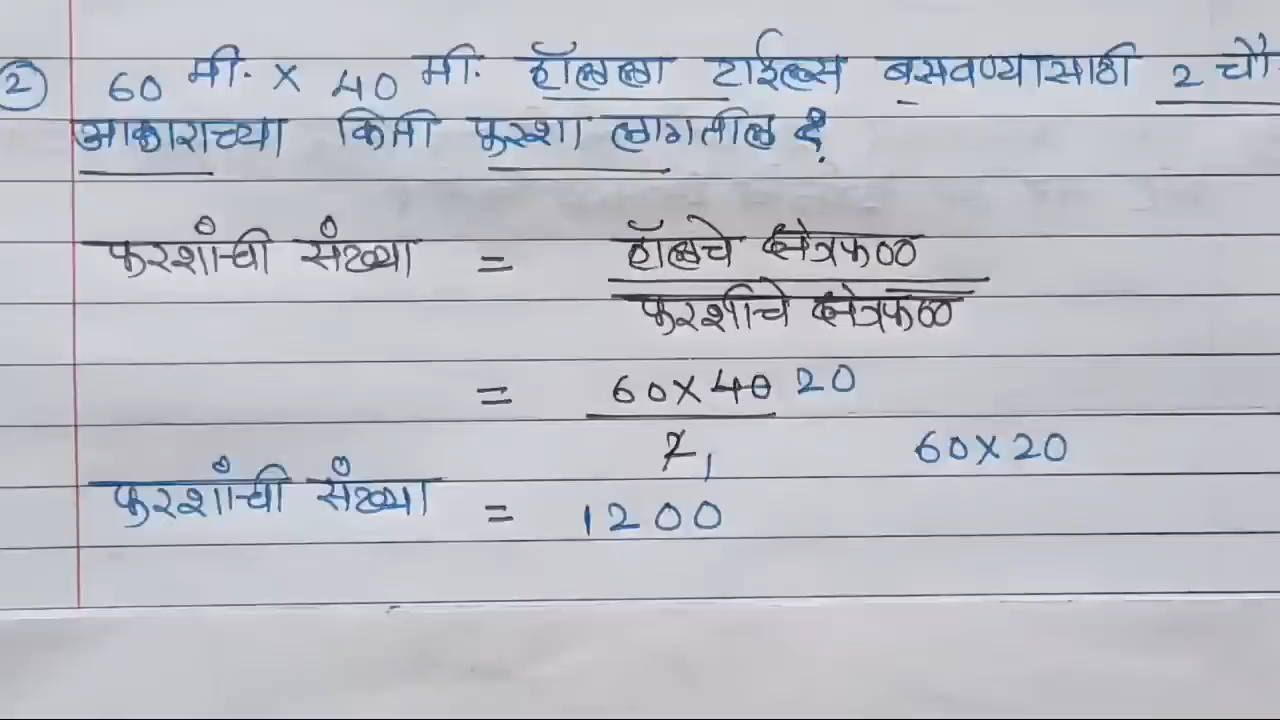 2 60 मी. × 40 मी. हॉलला टाईल्स बसवण्यासाठी 2 चौ
आकाराच्या किती फरशा लागतील ?
फरशांची संख्या = हॉलचे क्षेत्रफळ
फरशीचे क्षेत्रफळ
= 60×40 20
2 1 60×20
फरशांची संख्या = 1200